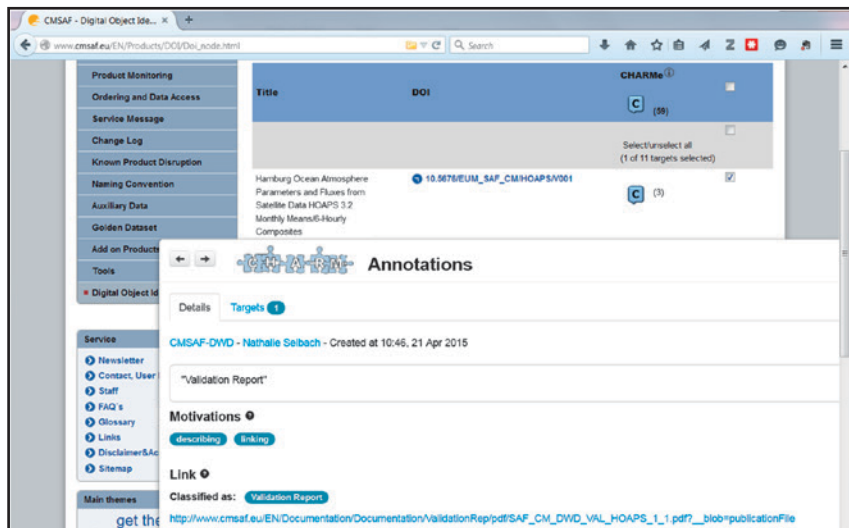 CMSAF - Digital Object Ide... × +
www.cmsaf.eu/EN/Products/DOI/Doi_node.html
Search
Product Monitoring
Ordering and Data Access
Service Message
Change Log
Known Product Disruption
Naming Convention
Auxiliary Data
Golden Dataset
Add on Products
Tools
Digital Object Id
Title DOI CHARMe
C (59)
Select/unselect all
(1 of 11 targets selected)
Hamburg Ocean Atmosphere
Parameters and Fluxes from
Satellite Data HOAPS 3.2
Monthly Means/6-Hourly
Composites
10.5676/EUM_SAF_CM/HOAPS/V001
C (3)
Service
Newsletter
Contact, User
Staff
FAQ's
Glossary
Links
Disclaimer&Ac
Sitemap
Main themes
get the
Annotations
Details Targets 1
CMSAF-DWD - Nathalie Selbach - Created at 10:46, 21 Apr 2015
"Validation Report"
Motivations
describing linking
Link
Classified as: Validation Report
http://www.cmsaf.eu/EN/Documentation/Documentation/ValidationRep/pdf/SAF_CM_DWD_VAL_HOAPS_1_1.pdf?__blob=publicationFile